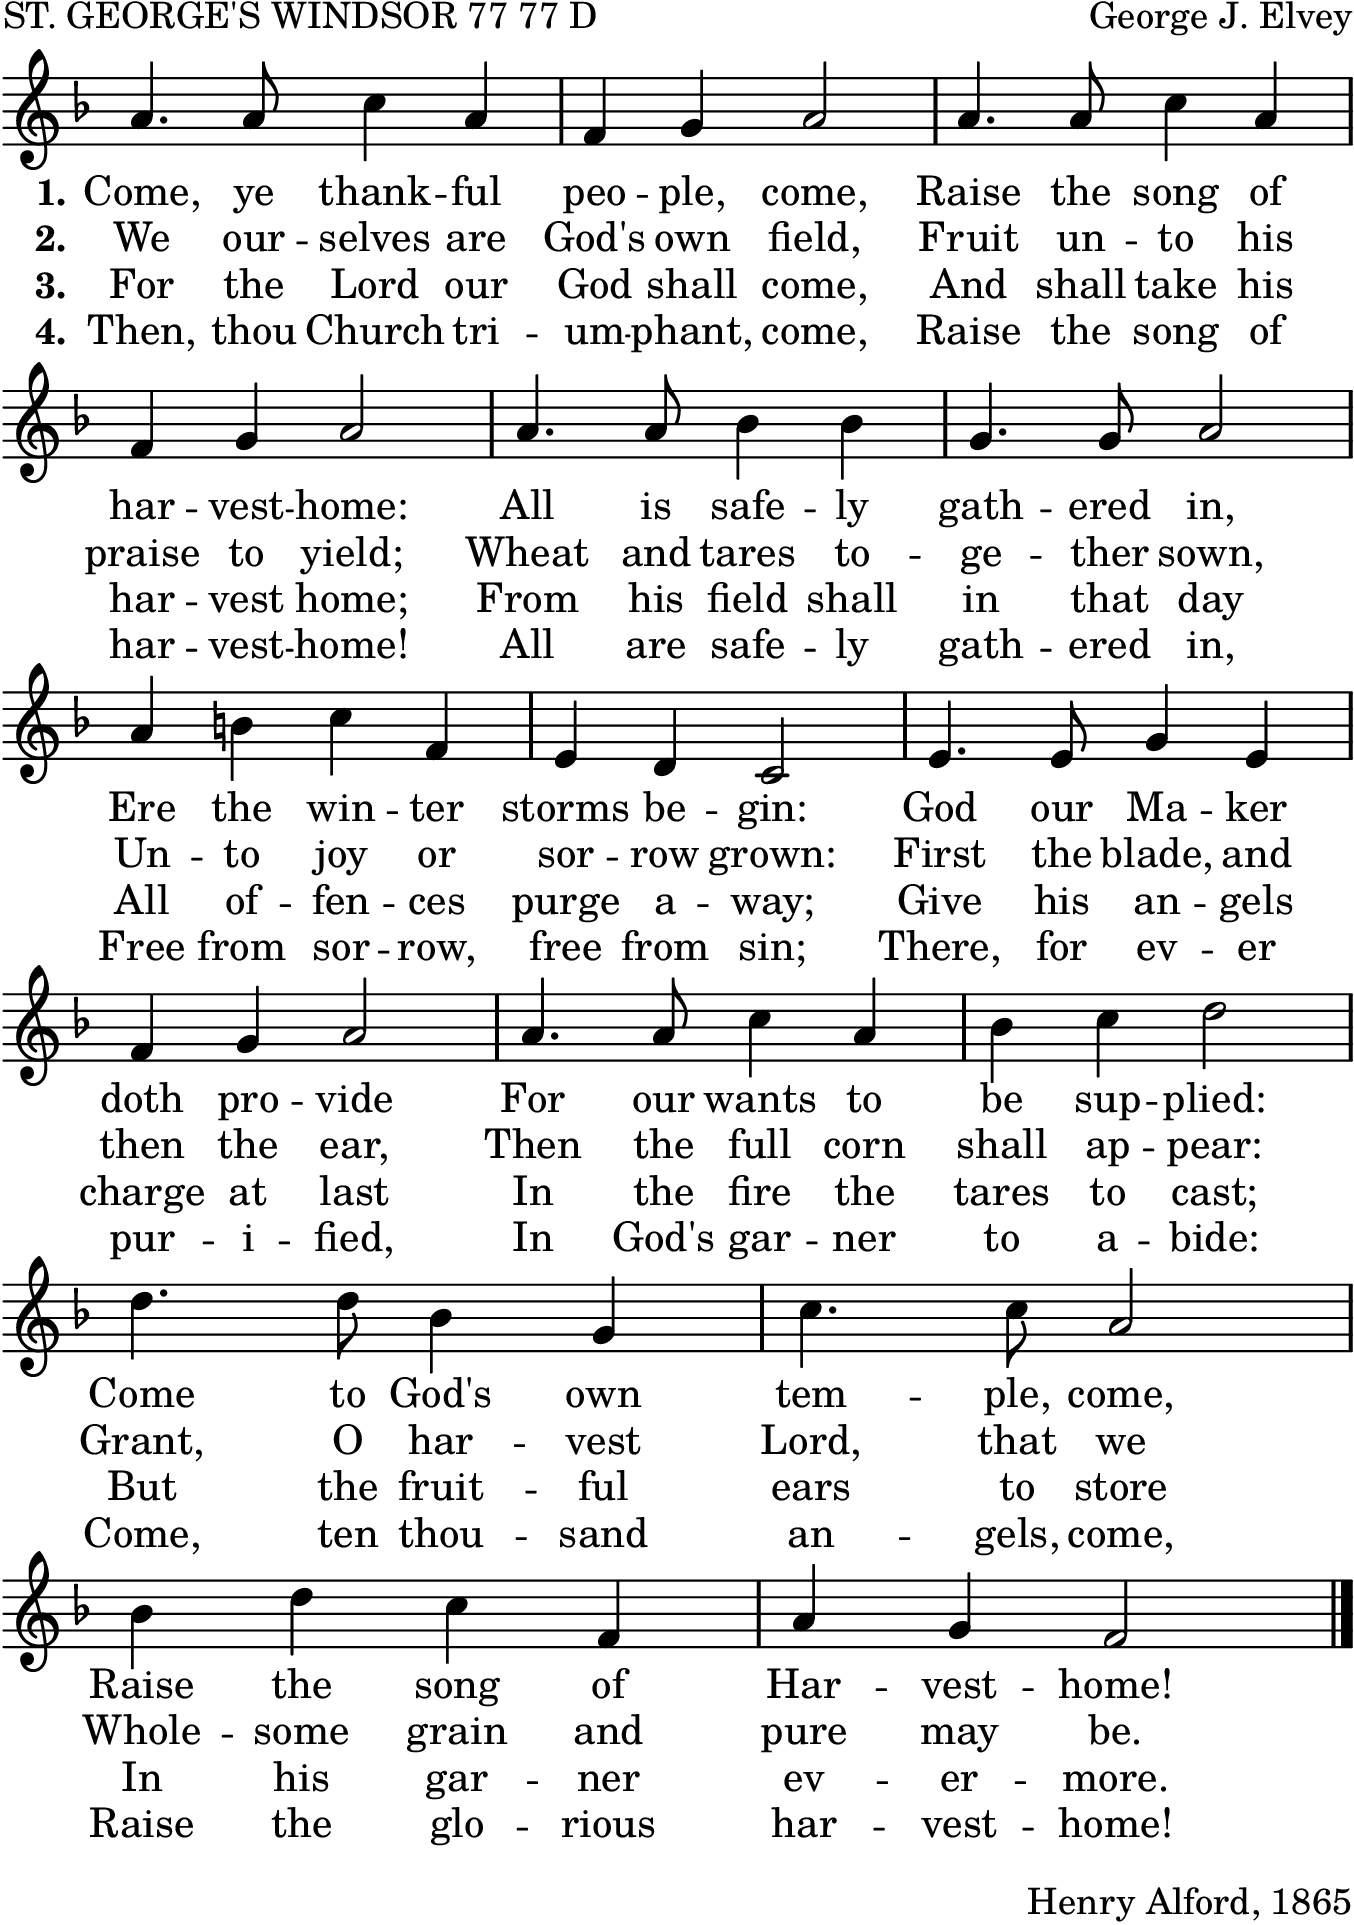 ST. GEORGE'S WINDSOR 77 77 D George J. Elvey
1. Come, ye thank -- ful peo -- ple, come, Raise the song of
2. We our -- selves are God's own field, Fruit un -- to his
3. For the Lord our God shall come, And shall take his
4. Then, thou Church tri -- um -- phant, come, Raise the song of
har -- vest -- home: All is safe -- ly gath -- ered in,
praise to yield; Wheat and tares to -- ge -- ther sown,
har -- vest home; From his field shall in that day
har -- vest -- home! All are safe -- ly gath -- ered in,
Ere the win -- ter storms be -- gin: God our Ma -- ker
Un -- to joy or sor -- row grown: First the blade, and
All of -- fen -- ces purge a -- way; Give his an -- gels
Free from sor -- row, free from sin; There, for ev -- er
doth pro -- vide For our wants to be sup -- plied:
then the ear, Then the full corn shall ap -- pear:
charge at last In the fire the tares to cast;
pur -- i -- fied, In God's gar -- ner to a -- bide:
Come to God's own tem -- ple, come,
Grant, O har -- vest Lord, that we
But the fruit -- ful ears to store
Come, ten thou -- sand an -- gels, come,
Raise the song of Har -- vest -- home!
Whole -- some grain and pure may be.
In his gar -- ner ev -- er -- more.
Raise the glo -- rious har -- vest -- home!
Henry Alford, 1865